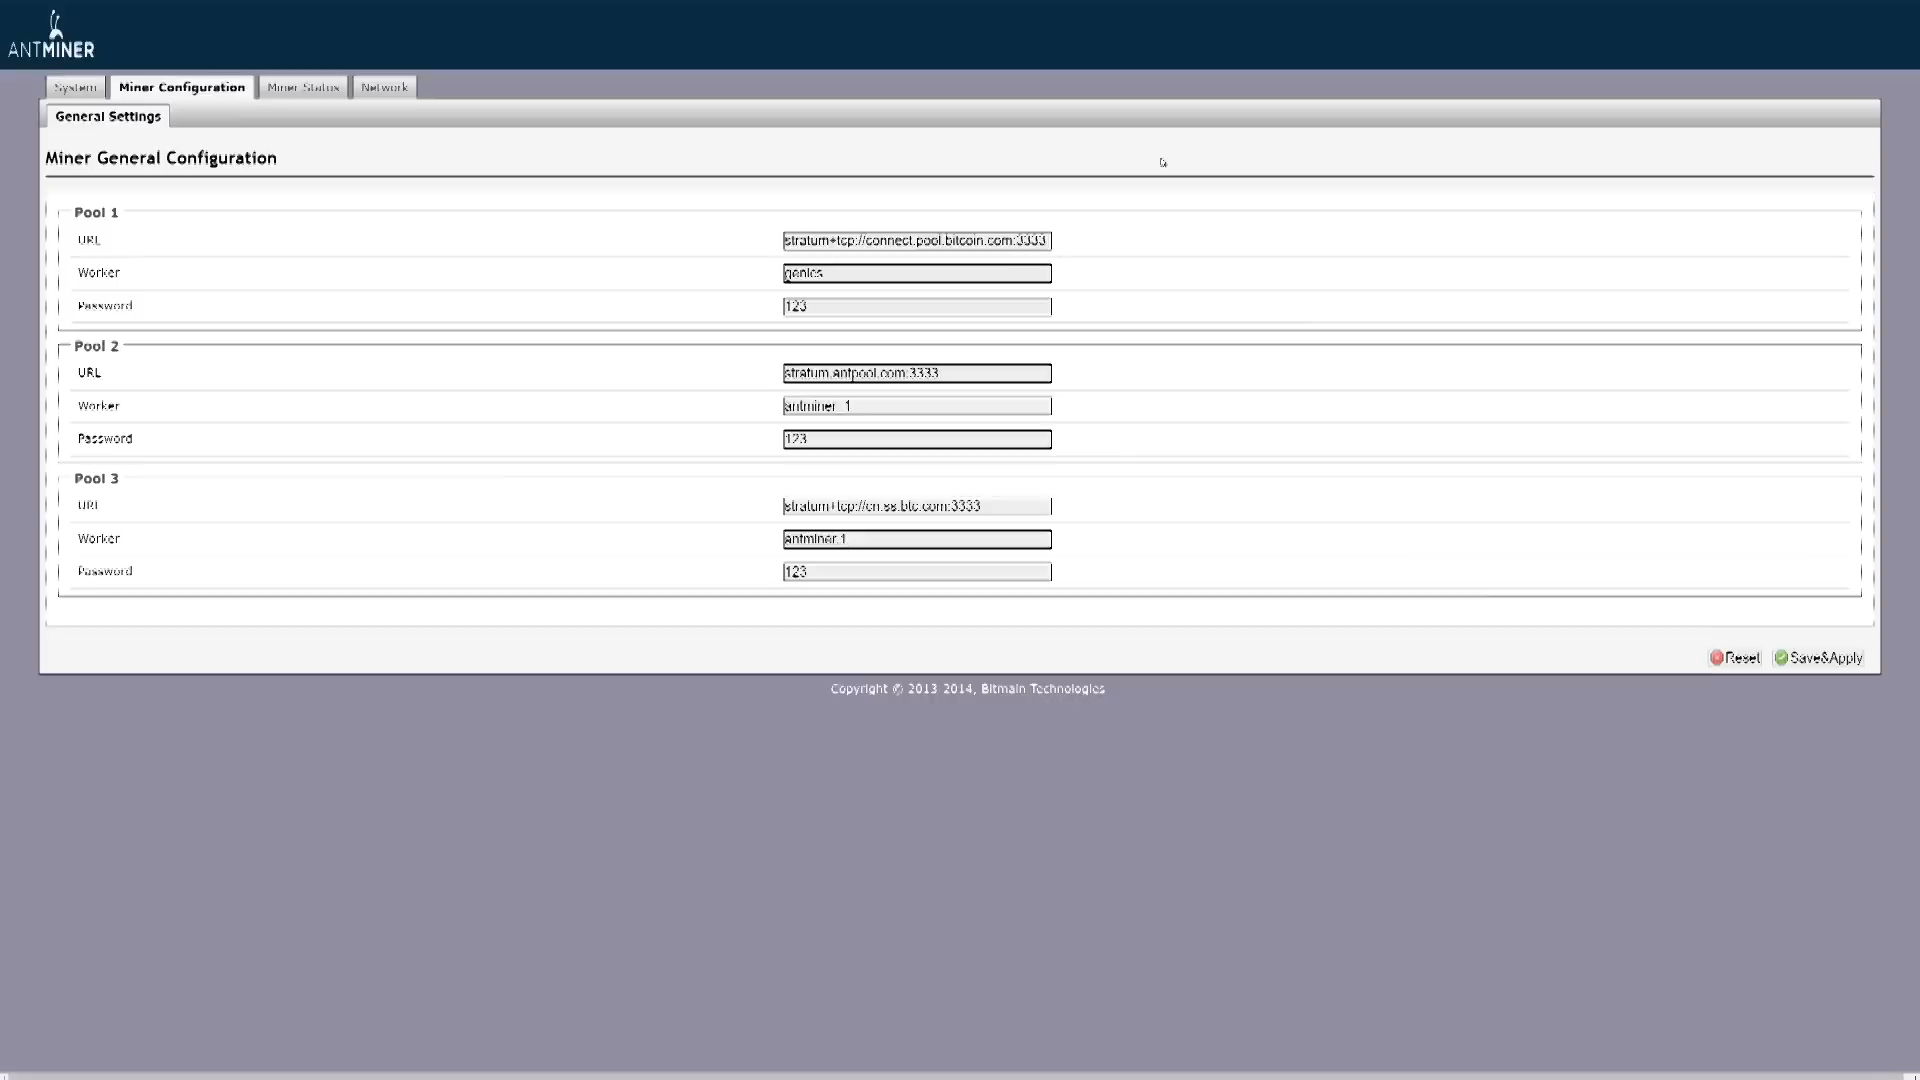 ANTMINER
System Miner Configuration Miner Status Network
General Settings
Miner General Configuration
Pool 1
URL stratum+tcp://connect.pool.bitcoin.com:3333
Worker
Password 123
Pool 2
URL stratum.antpool.com:3333
Worker antminer_1
Password 123
Pool 3
URL stratum+tcp://cn.ss.btc.com:3333
Worker antminer.1
Password 123
Reset Save&Apply
Copyright © 2013-2014, Bitmain Technologies